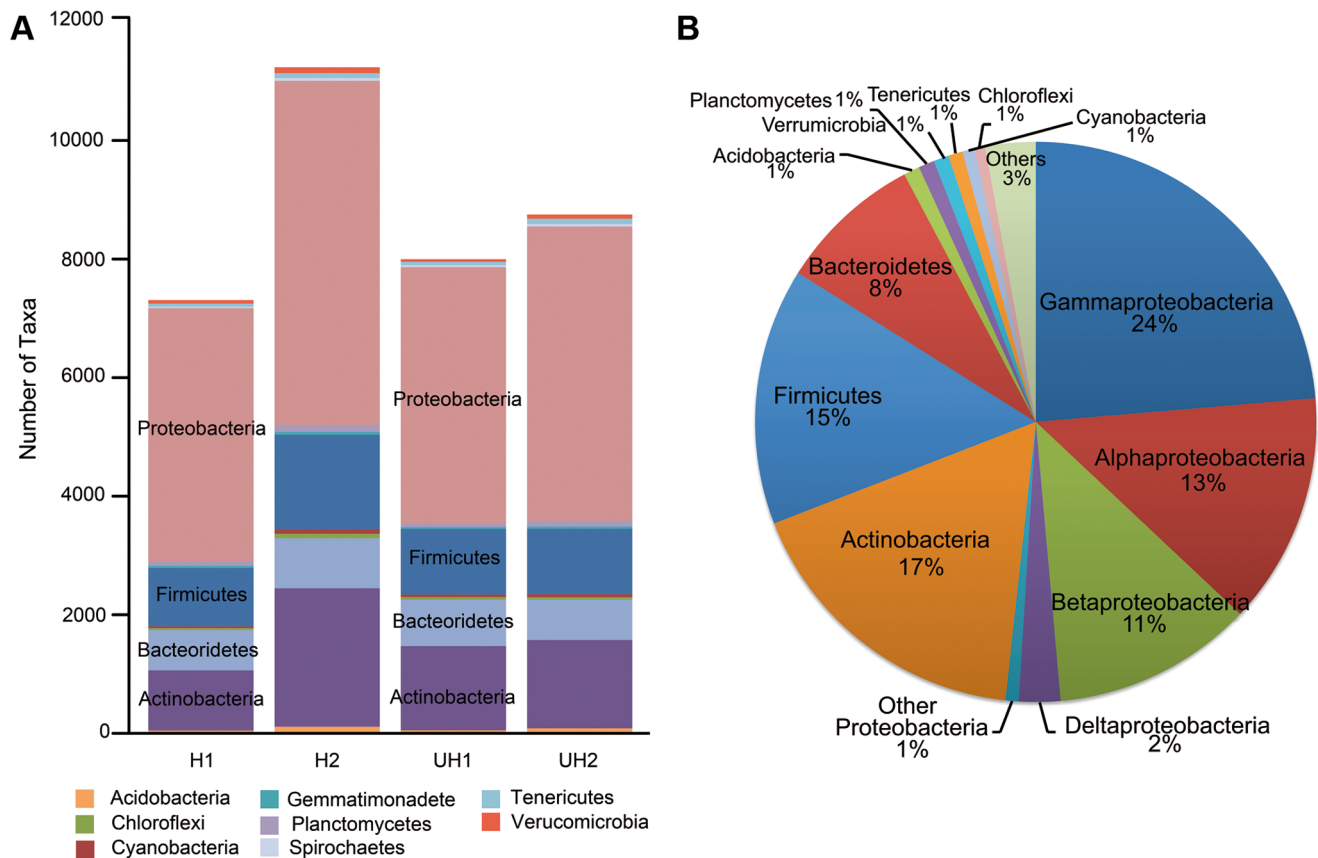 A
12000
10000
8000
6000
4000
2000
0
Number of Taxa
Proteobacteria
Firmicutes
Bacteoridetes
Actinobacteria
Proteobacteria
Firmicutes
Bacteoridetes
Actinobacteria
H1
H2
UH1
UH2
Acidobacteria
Chloroflexi
Cyanobacteria
Gemmatimonadete
Planctomycetes
Spirochaetes
Tenericutes
Verucomicrobia
B
Planctomycetes 1%
Tenericutes
1%
Chloroflexi
1%
Verrumicrobia 1%
Cyanobacteria
1%
Acidobacteria
1%
Others
3%
Bacteroidetes
8%
Gammaproteobacteria
24%
Firmicutes
15%
Alphaproteobacteria
13%
Actinobacteria
17%
Betaproteobacteria
11%
Other
Proteobacteria
1%
Deltaproteobacteria
2%